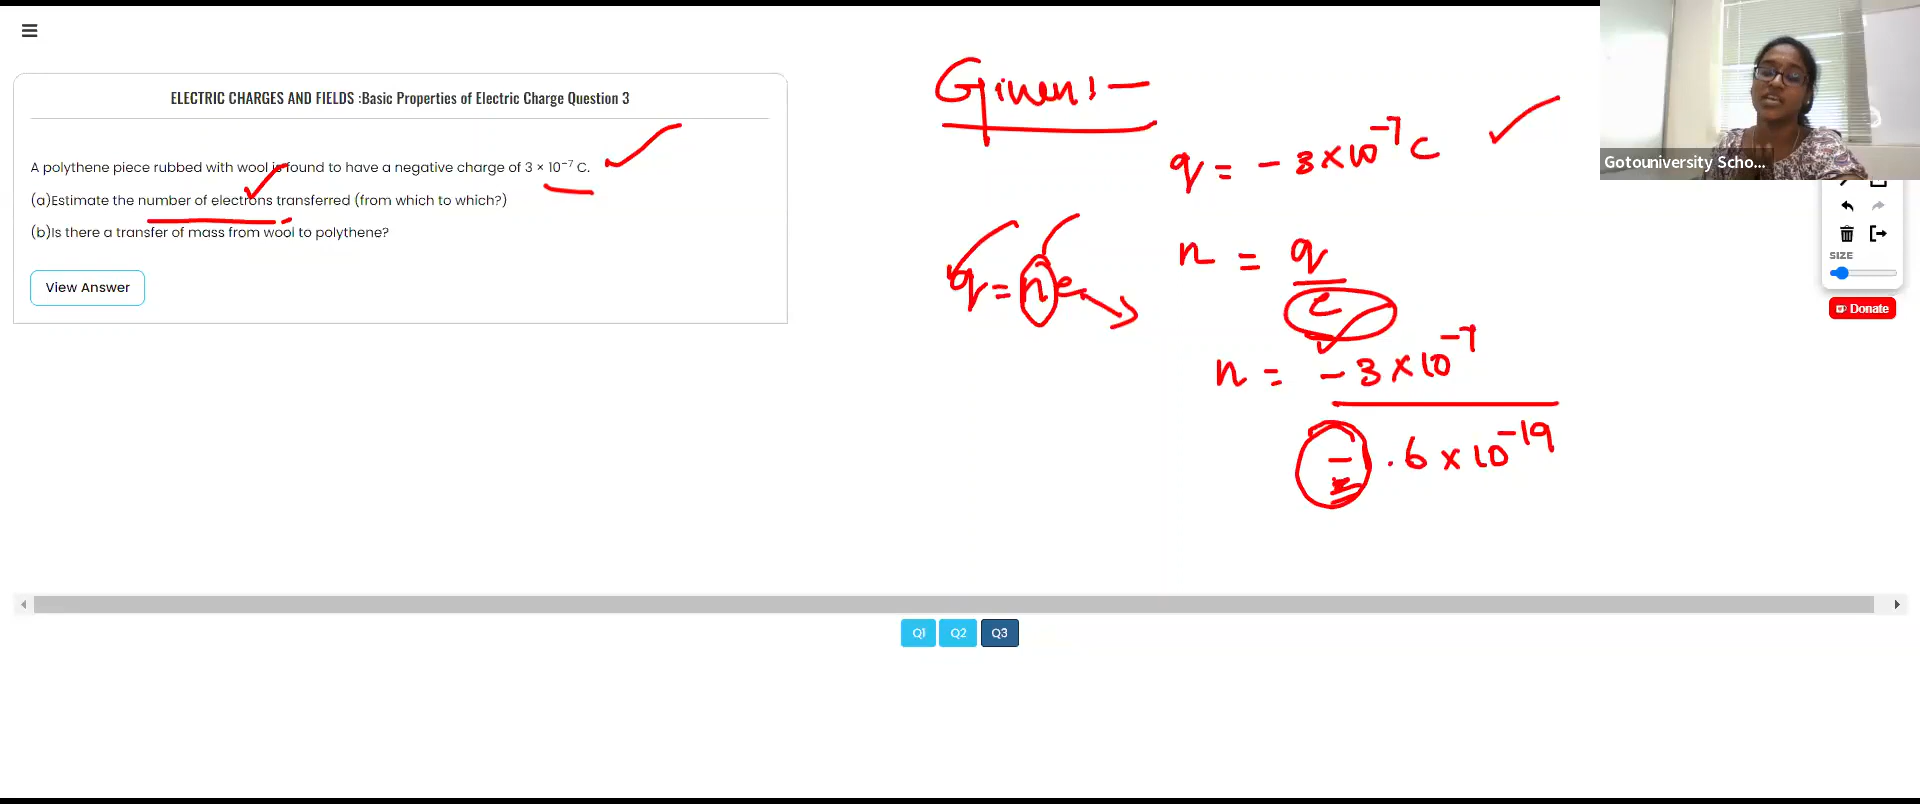 ELECTRIC CHARGES AND FIELDS :Basic Properties of Electric Charge Question 3
A polythene piece rubbed with wool is found to have a negative charge of 3 × 10⁻⁷ C.
(a)Estimate the number of electrons transferred (from which to which?)
(b)Is there a transfer of mass from wool to polythene?
View Answer
Given :-
q = - 3 × 10⁻⁷ C
q = ne
n = q
e
n = - 3 × 10⁻⁷
- .6 × 10⁻¹⁹
Gotouniversity Scho...
SIZE
Donate
Q1 Q2 Q3